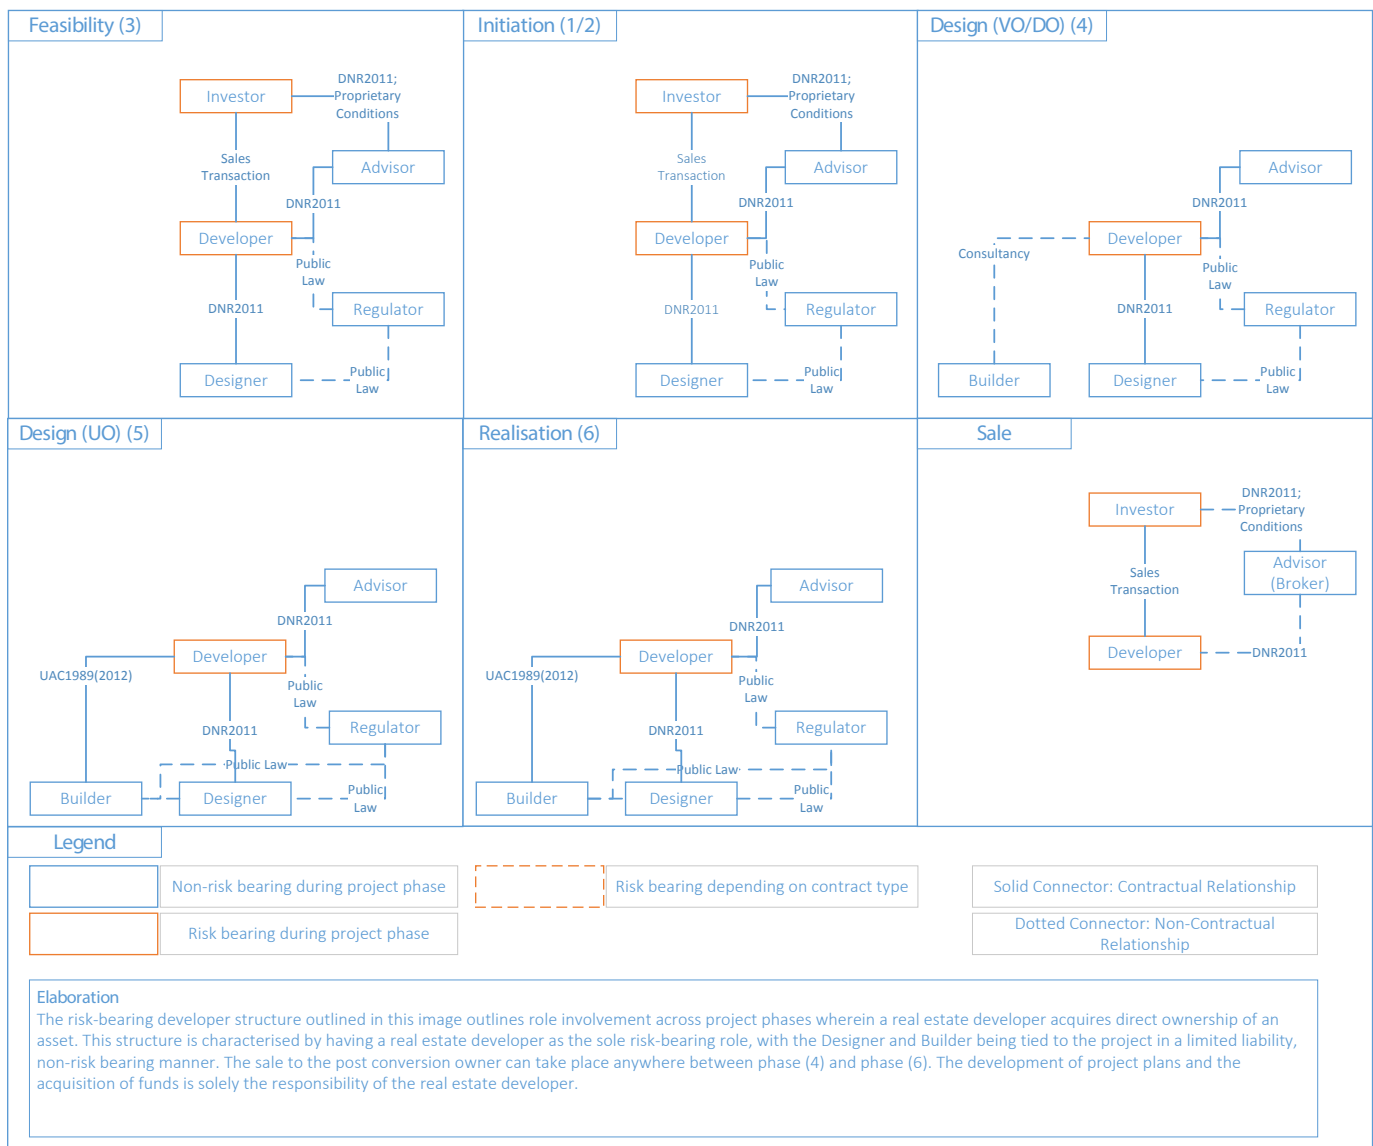 Feasibility (3)
Investor
DNR2011;
Proprietary
Conditions
Sales
Transaction
Advisor
DNR2011
Developer
Public
Law
DNR2011
Regulator
Designer
Public
Law
Initiation (1/2)
Investor
DNR2011;
Proprietary
Conditions
Sales
Transaction
Advisor
DNR2011
Developer
Public
Law
DNR2011
Regulator
Designer
Public
Law
Design (VO/DO) (4)
Advisor
DNR2011
Developer
Consultancy
Public
Law
DNR2011
Regulator
Builder
Designer
Public
Law
Design (UO) (5)
Advisor
DNR2011
Developer
UAC1989(2012)
Public
Law
DNR2011
Regulator
Public Law
Builder
Designer
Public
Law
Realisation (6)
Advisor
DNR2011
Developer
UAC1989(2012)
Public
Law
DNR2011
Regulator
Public Law
Builder
Designer
Public
Law
Sale
Investor
DNR2011;
Proprietary
Conditions
Sales
Transaction
Advisor
(Broker)
Developer
DNR2011
Legend
Non-risk bearing during project phase
Risk bearing depending on contract type
Solid Connector: Contractual Relationship
Risk bearing during project phase
Dotted Connector: Non-Contractual
Relationship
Elaboration
The risk-bearing developer structure outlined in this image outlines role involvement across project phases wherein a real estate developer acquires direct ownership of an
asset. This structure is characterised by having a real estate developer as the sole risk-bearing role, with the Designer and Builder being tied to the project in a limited liability,
non-risk bearing manner. The sale to the post conversion owner can take place anywhere between phase (4) and phase (6). The development of project plans and the
acquisition of funds is solely the responsibility of the real estate developer.